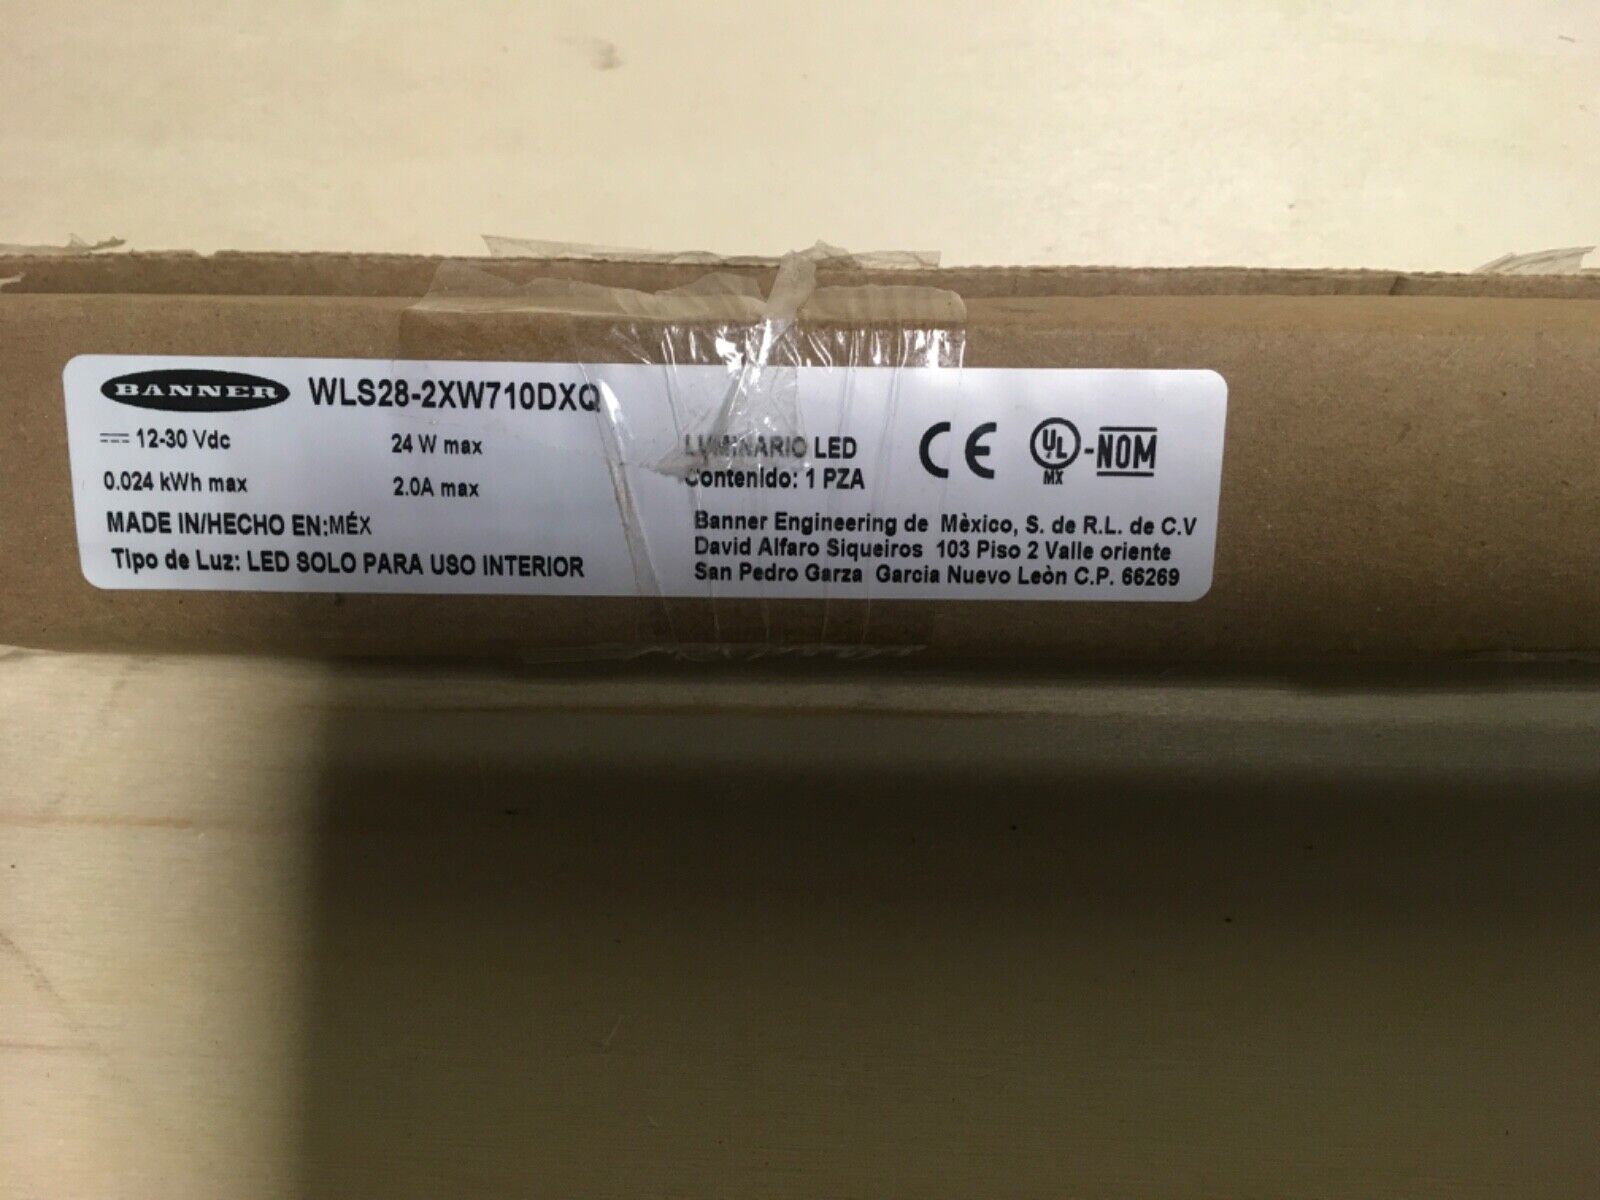 BANNER WLS28-2XW710DXQ
12-30 Vdc 24 W max
0.024 kWh max 2.0A max
MADE IN/HECHO EN:MÉX
Tipo de Luz: LED SOLO PARA USO INTERIOR
LUMINARIO LED
Contenido: 1 PZA
CE UL MX -NOM
Banner Engineering de Mèxico, S. de R.L. de C.V
David Alfaro Siqueiros 103 Piso 2 Valle oriente
San Pedro Garza Garcia Nuevo Leòn C.P. 66269